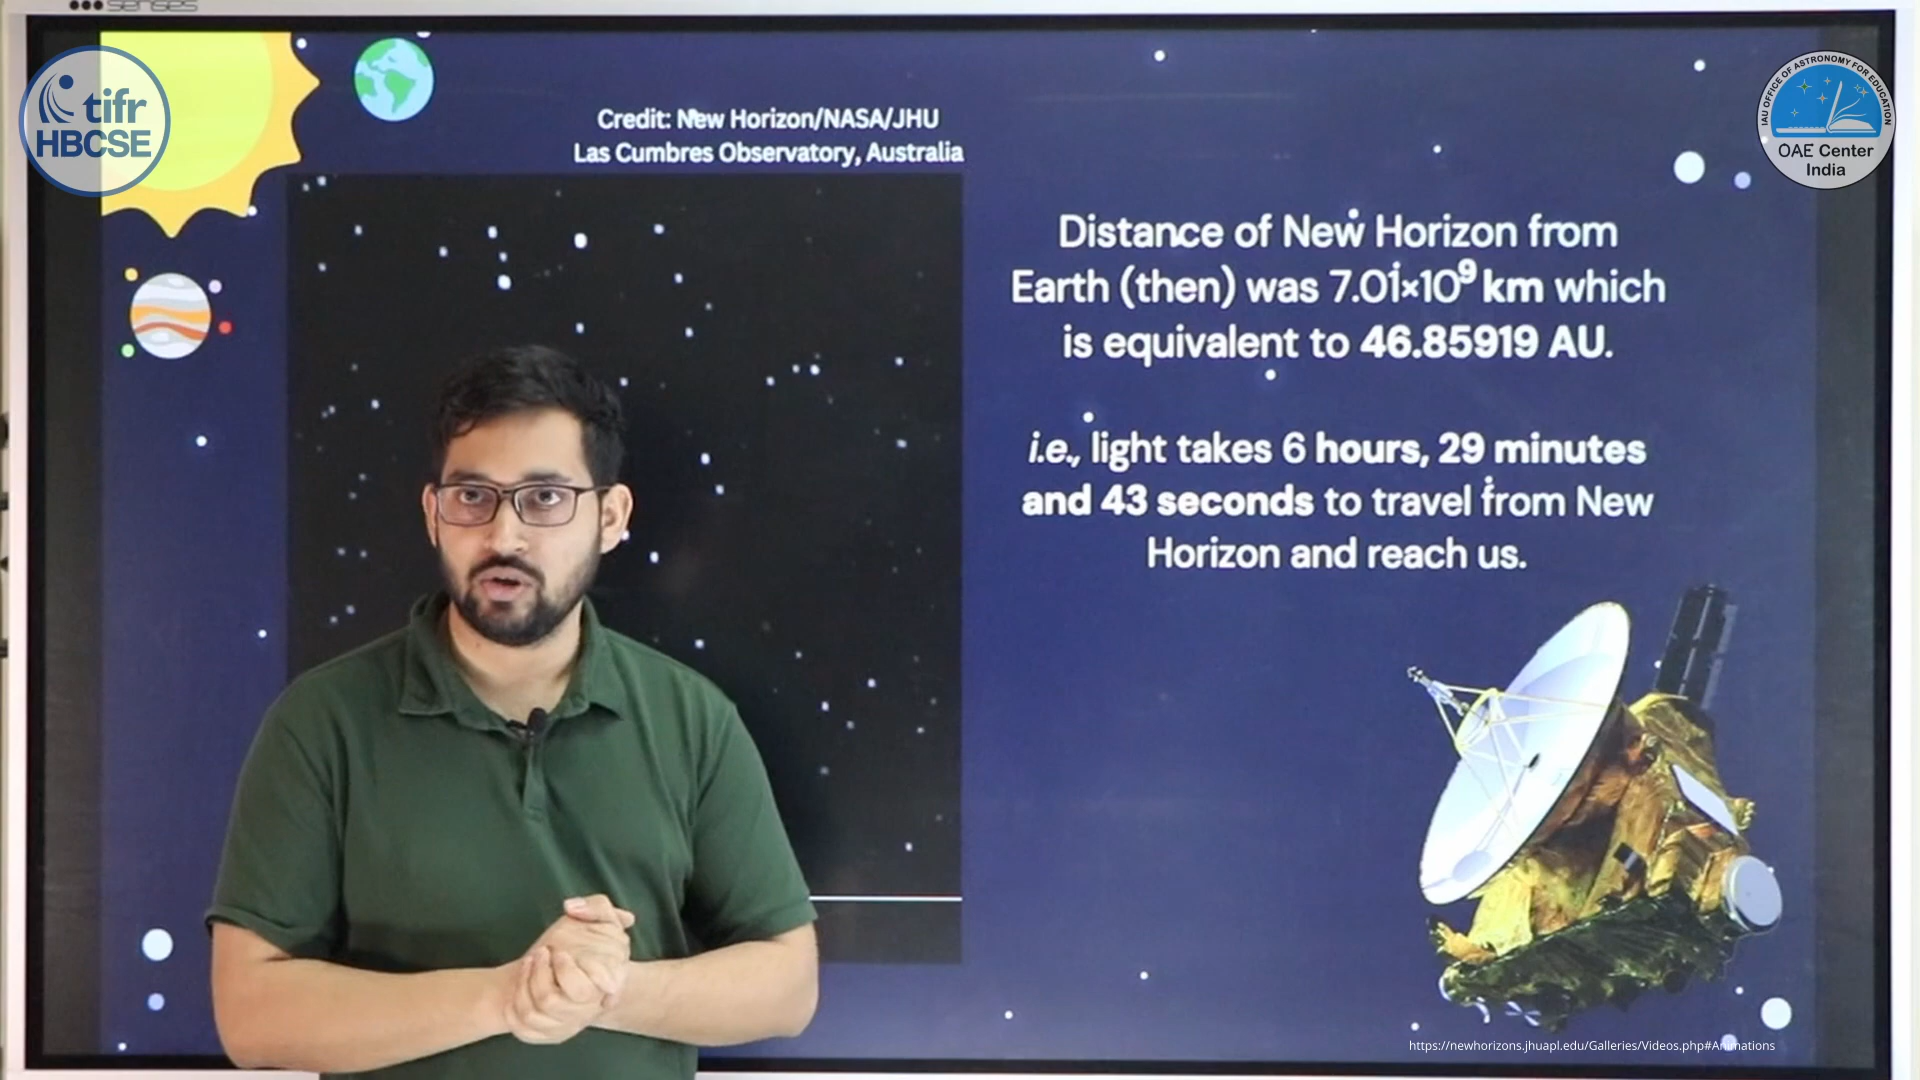 senses
tifr
HBCSE
IAU OFFICE OF ASTRONOMY FOR EDUCATION
OAE Center
India
Credit: New Horizon/NASA/JHU
Las Cumbres Observatory, Australia
Distance of New Horizon from
Earth (then) was 7.01×10⁹ km which
is equivalent to 46.85919 AU.
i.e., light takes 6 hours, 29 minutes
and 43 seconds to travel from New
Horizon and reach us.
https://newhorizons.jhuapl.edu/Galleries/Videos.php#Animations